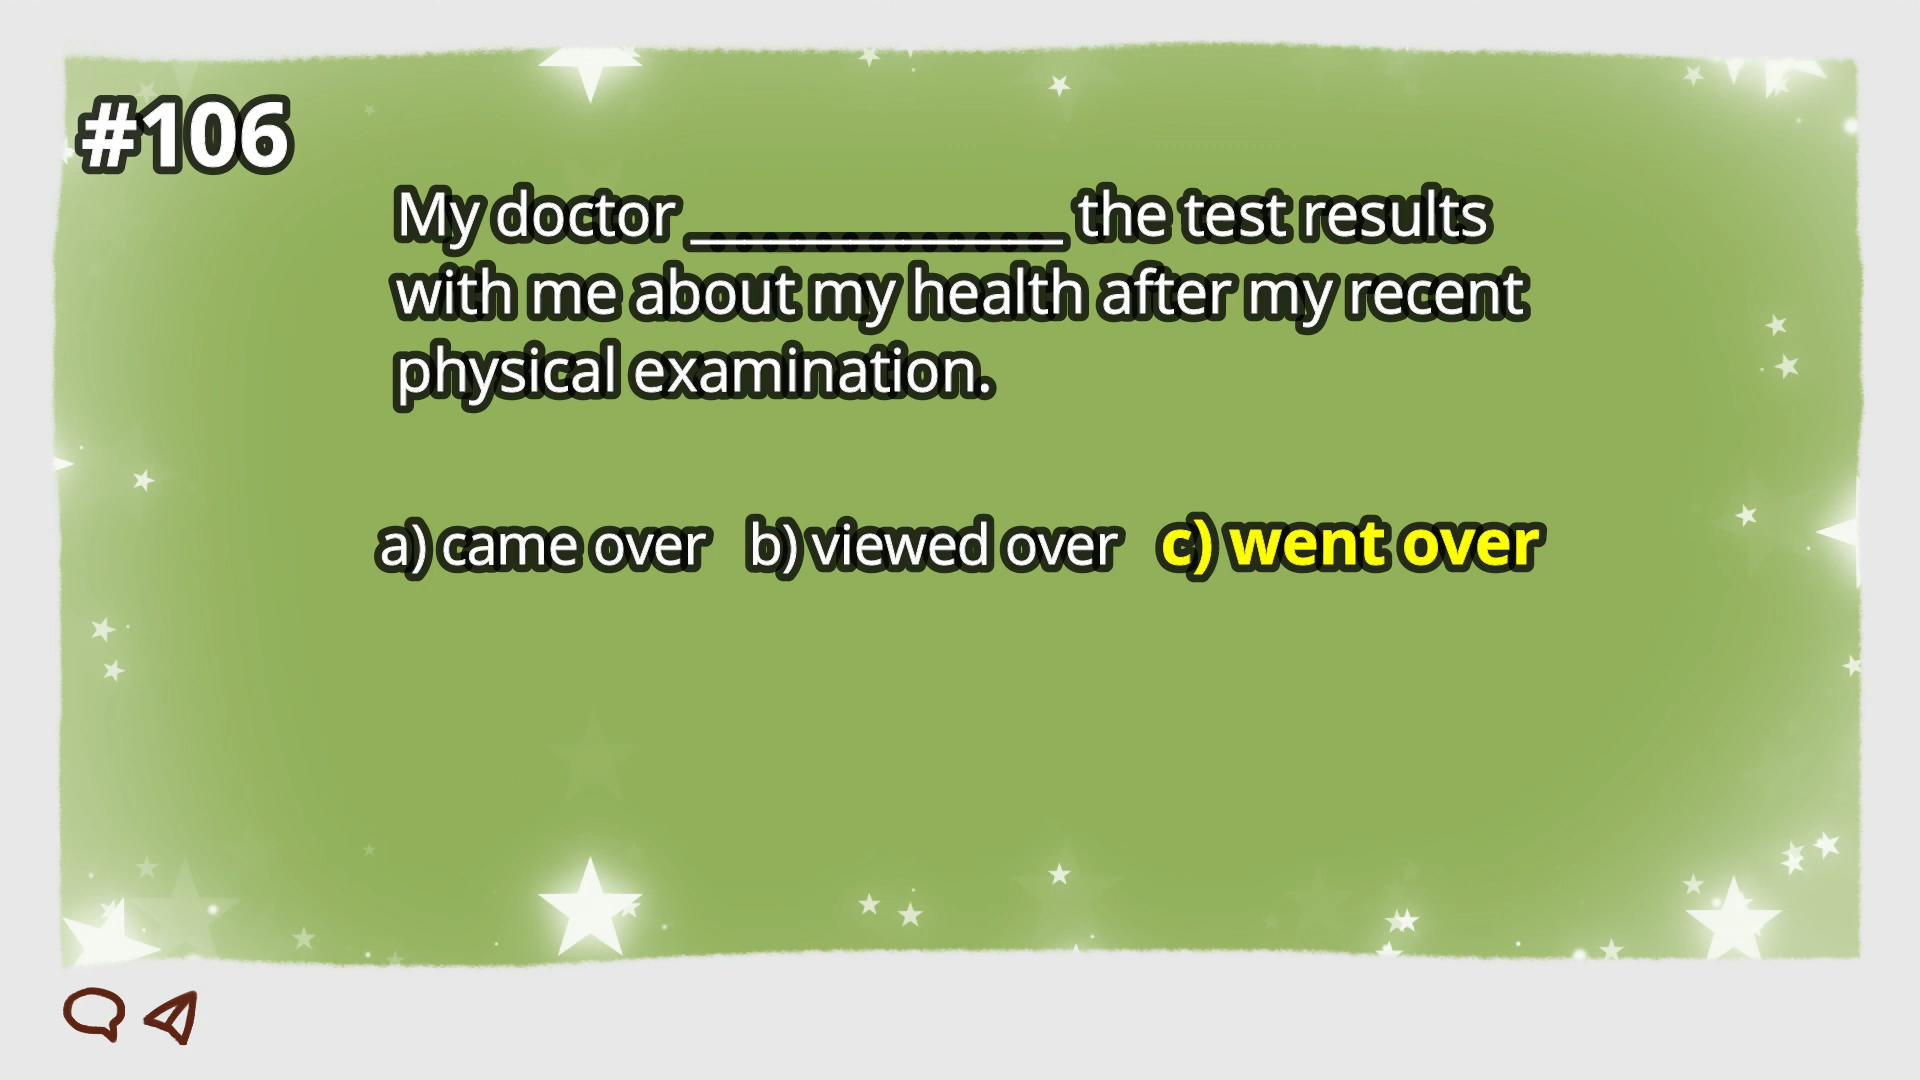 #106
My doctor ______________ the test results
with me about my health after my recent
physical examination.
a) came over b) viewed over c) went over